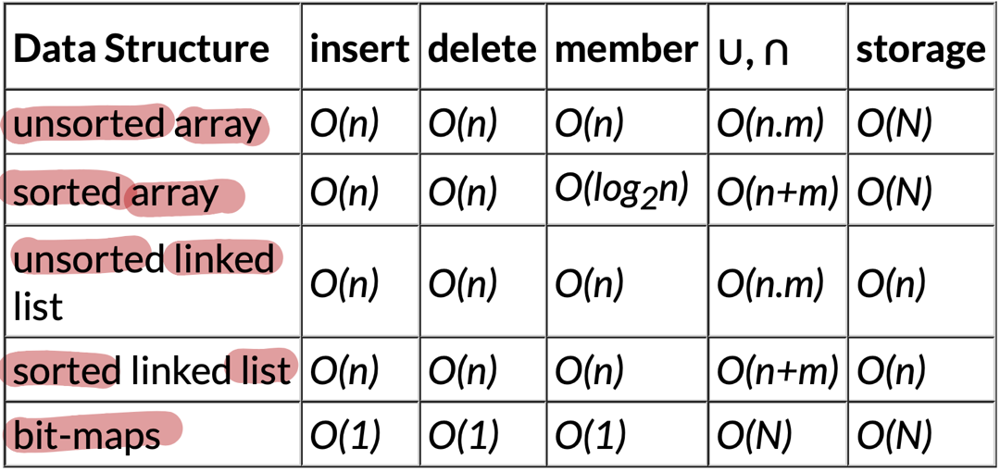 Data Structure insert delete member ∪, ∩ storage
unsorted array O(n) O(n) O(n) O(n.m) O(N)
sorted array O(n) O(n) O(log₂n) O(n+m) O(N)
unsorted linked
list O(n) O(n) O(n) O(n.m) O(n)
sorted linked list O(n) O(n) O(n) O(n+m) O(n)
bit-maps O(1) O(1) O(1) O(N) O(N)